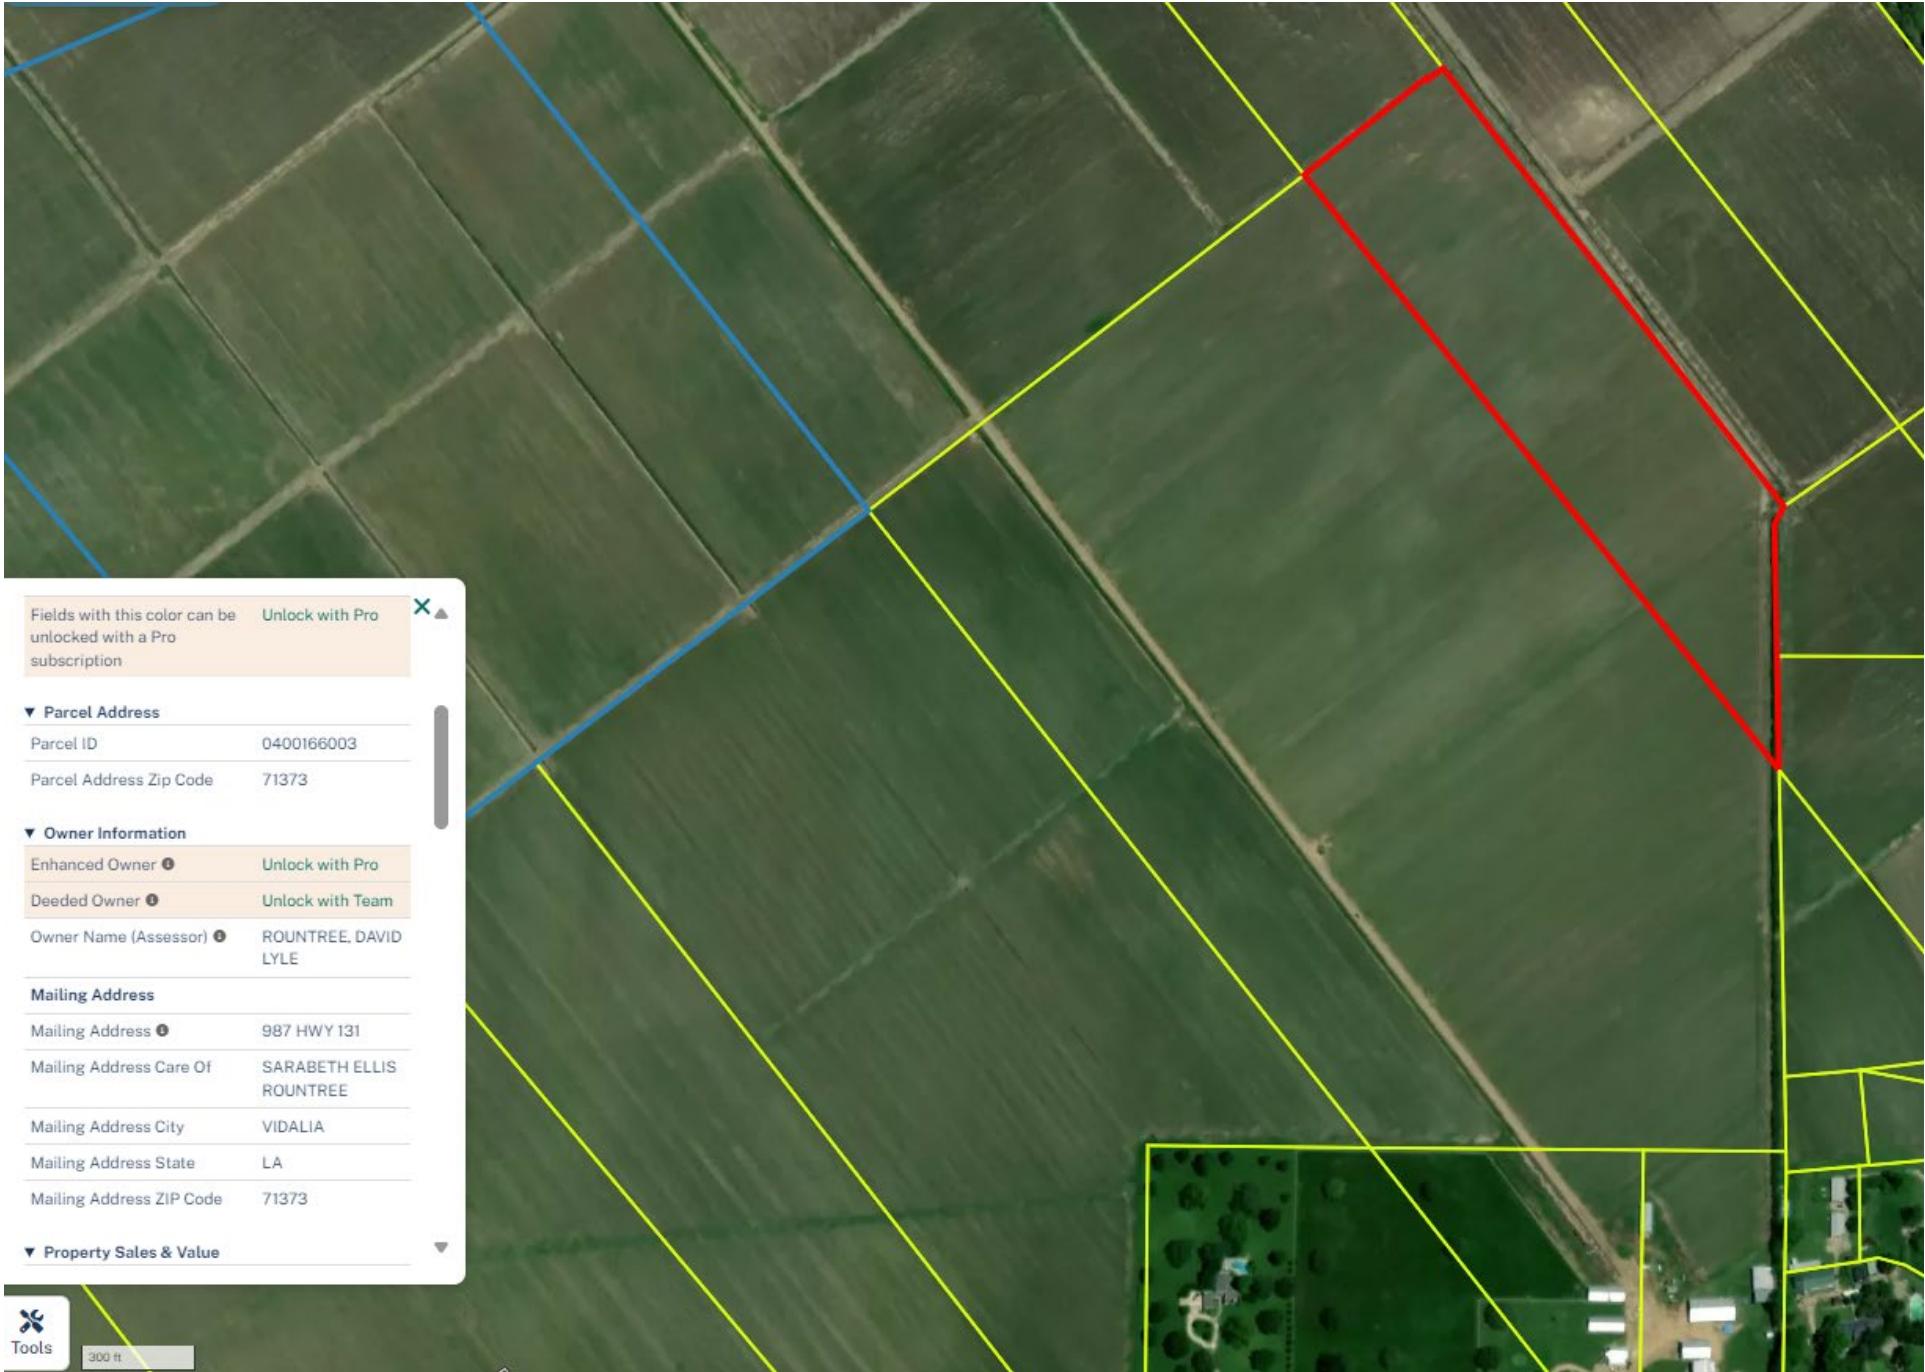 Fields with this color can be Unlock with Pro
unlocked with a Pro
subscription
▼ Parcel Address
Parcel ID 0400166003
Parcel Address Zip Code 71373
▼ Owner Information
Enhanced Owner Unlock with Pro
Deeded Owner Unlock with Team
Owner Name (Assessor) ROUNTREE, DAVID
LYLE
Mailing Address
Mailing Address 987 HWY 131
Mailing Address Care Of SARABETH ELLIS
ROUNTREE
Mailing Address City VIDALIA
Mailing Address State LA
Mailing Address ZIP Code 71373
▼ Property Sales & Value
Tools
300 ft